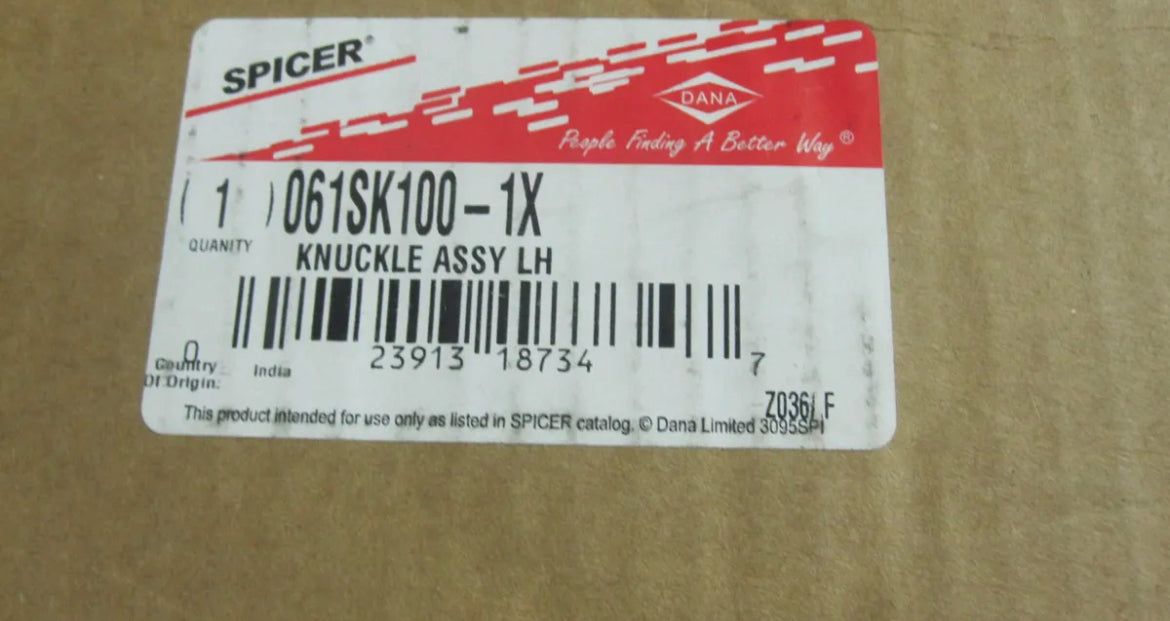 SPICER®
DANA
People Finding A Better Way ®
( 1 ) 061SK100-1X
QUANITY
KNUCKLE ASSY LH
0 23913 18734 7
Country
Of Origin:
India
This product intended for use only as listed in SPICER catalog. © Dana Limited 3095SPI